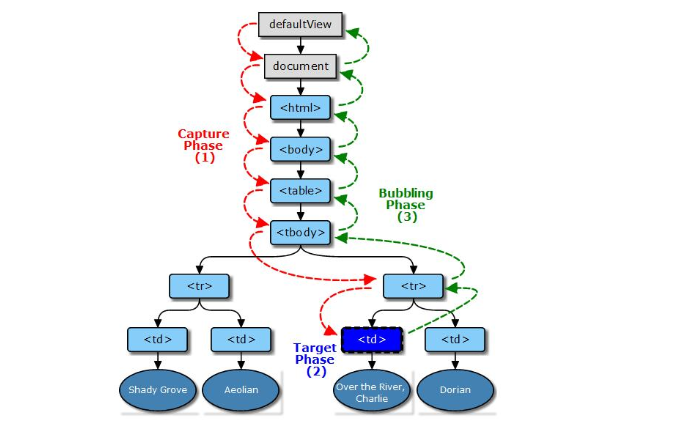 defaultView
document
<html>
Capture
Phase
(1)
<body>
<table>
Bubbling
Phase
(3)
<tbody>
<tr>
<tr>
<td>
<td>
Target
Phase
(2)
<td>
<td>
Shady Grove
Aeolian
Over the River,
Charlie
Dorian